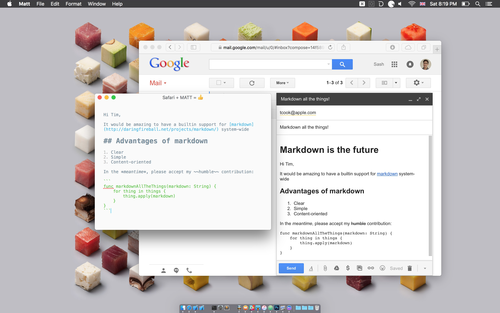 Matt File Edit Format Window Help
Sat 8:19 PM Matt
mail.google.com/mail/u/0/#inbox?compose=
Google
Sash
Mail
More
1–3 of 3
Safari + MATT = 👍
Hi Tim,
It would be amazing to have a builtin support for [markdown]
(http://daringfireball.net/projects/markdown/) system-wide
## Advantages of markdown
1. Clear
2. Simple
3. Content-oriented
In the *meantime*, please accept my ~~humble~~ contribution:
```
func markdownAllTheThings(markdown: String) {
for thing in things {
thing.apply(markdown)
}
}
```
Markdown all the things!
tcook@apple.com
Markdown all the things!
Markdown is the future
Hi Tim,
It would be amazing to have a builtin support for markdown system-
wide
Advantages of markdown
1. Clear
2. Simple
3. Content-oriented
In the meantime, please accept my humble contribution:
func markdownAllTheThings(markdown: String) {
for thing in things {
thing.apply(markdown)
}
}
Send
Saved